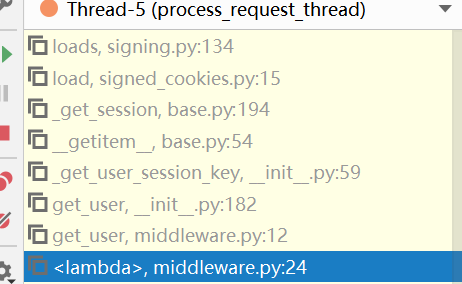 Thread-5 (process_request_thread)
loads, signing.py:134
load, signed_cookies.py:15
_get_session, base.py:194
__getitem__, base.py:54
_get_user_session_key, __init__.py:59
get_user, __init__.py:182
get_user, middleware.py:12
<lambda>, middleware.py:24